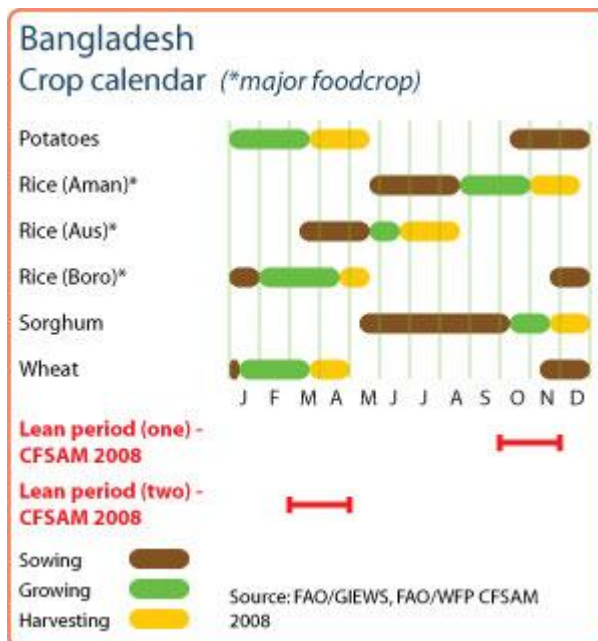 Bangladesh
Crop calendar (*major foodcrop)
Potatoes
Rice (Aman)*
Rice (Aus)*
Rice (Boro)*
Sorghum
Wheat
J F M A M J J A S O N D
Lean period (one) -
CFSAM 2008
Lean period (two) -
CFSAM 2008
Sowing
Growing
Harvesting
Source: FAO/GIEWS, FAO/WFP CFSAM
2008